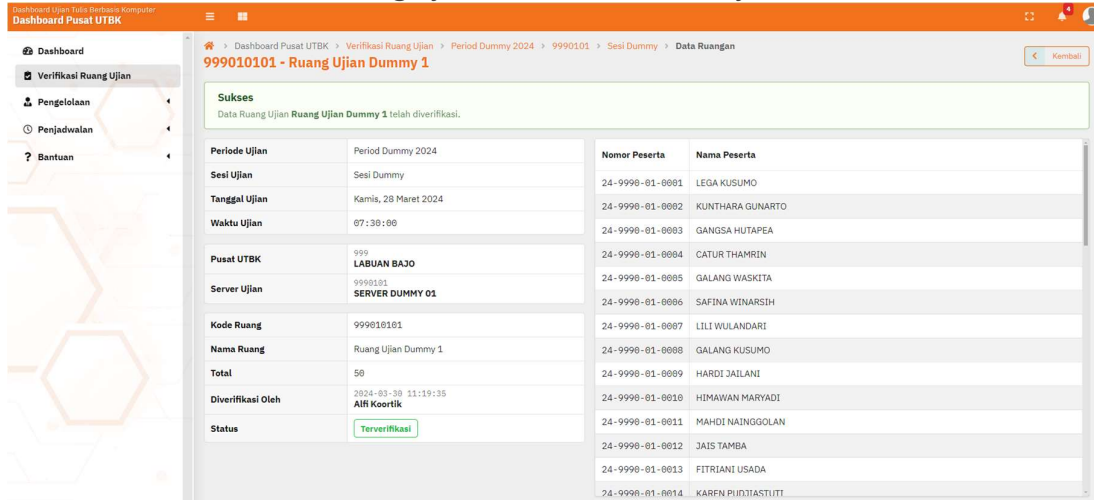 Dashboard Ujian Tulis Berbasis Komputer
Dashboard Pusat UTBK
4
Dashboard
Verifikasi Ruang Ujian
Pengelolaan
Penjadwalan
? Bantuan
> Dashboard Pusat UTBK > Verifikasi Ruang Ujian > Period Dummy 2024 > 9990101 > Sesi Dummy > Data Ruangan
999010101 - Ruang Ujian Dummy 1
Kembali
Sukses
Data Ruang Ujian Ruang Ujian Dummy 1 telah diverifikasi.
Periode Ujian Period Dummy 2024
Sesi Ujian Sesi Dummy
Tanggal Ujian Kamis, 28 Maret 2024
Waktu Ujian 07:30:00
Pusat UTBK 999
LABUAN BAJO
Server Ujian 9990101
SERVER DUMMY 01
Kode Ruang 999010101
Nama Ruang Ruang Ujian Dummy 1
Total 50
Diverifikasi Oleh 2024-03-30 11:19:35
Alfi Koortik
Status Terverifikasi
Nomor Peserta Nama Peserta
24-9990-01-0001 LEGA KUSUMO
24-9990-01-0002 KUNTHARA GUNARTO
24-9990-01-0003 GANGSA HUTAPEA
24-9990-01-0004 CATUR THAMRIN
24-9990-01-0005 GALANG WASKITA
24-9990-01-0006 SAFINA WINARSIH
24-9990-01-0007 LILI WULANDARI
24-9990-01-0008 GALANG KUSUMO
24-9990-01-0009 HARDI JAILANI
24-9990-01-0010 HIMAWAN MARYADI
24-9990-01-0011 MAHDI NAINGGOLAN
24-9990-01-0012 JAIS TAMBA
24-9990-01-0013 FITRIANI USADA
24-9990-01-0014 KAREN PUDJIASTUTI